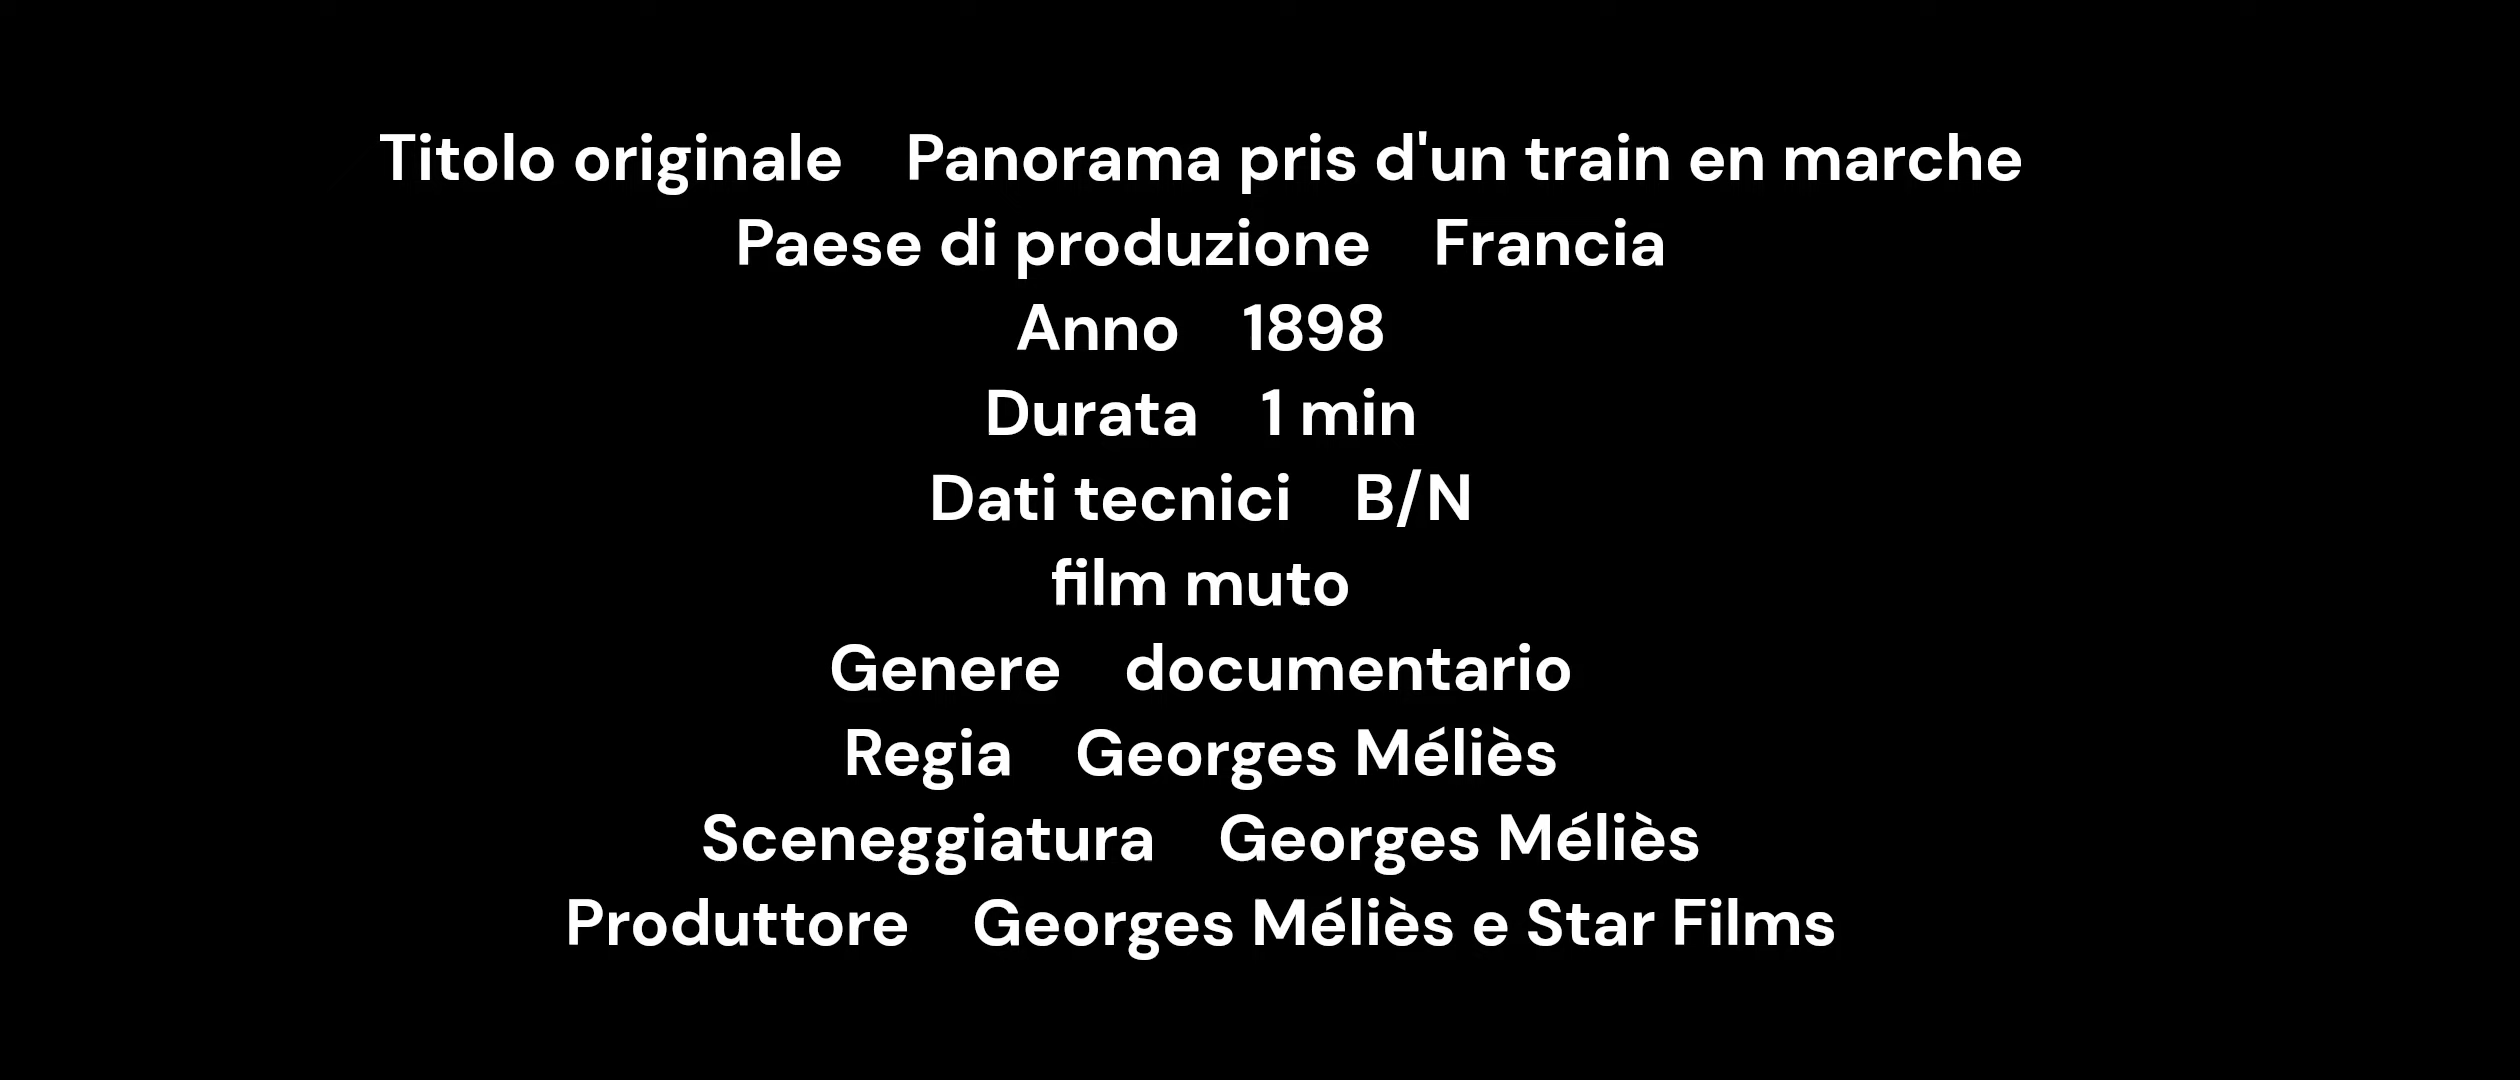 Titolo originale Panorama pris d'un train en marche
Paese di produzione Francia
Anno 1898
Durata 1 min
Dati tecnici B/N
film muto
Genere documentario
Regia Georges Méliès
Sceneggiatura Georges Méliès
Produttore Georges Méliès e Star Films